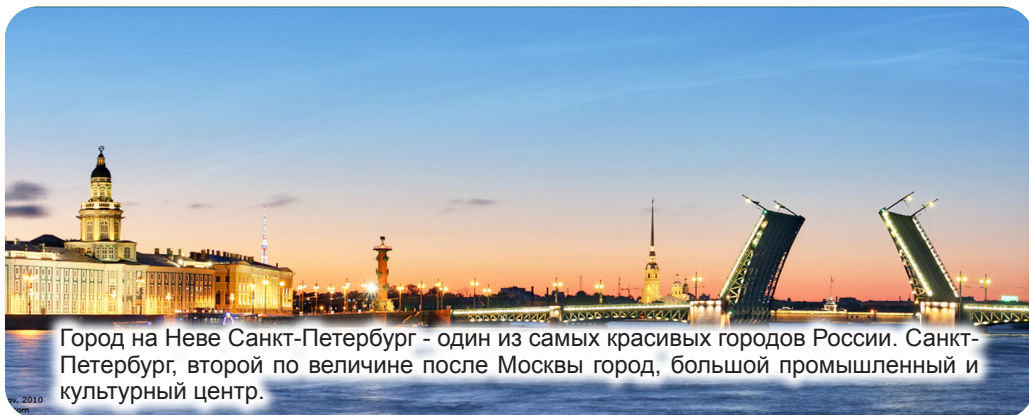 Город на Неве Санкт-Петербург - один из самых красивых городов России. Санкт-
Петербург, второй по величине после Москвы город, большой промышленный и
культурный центр.
2010